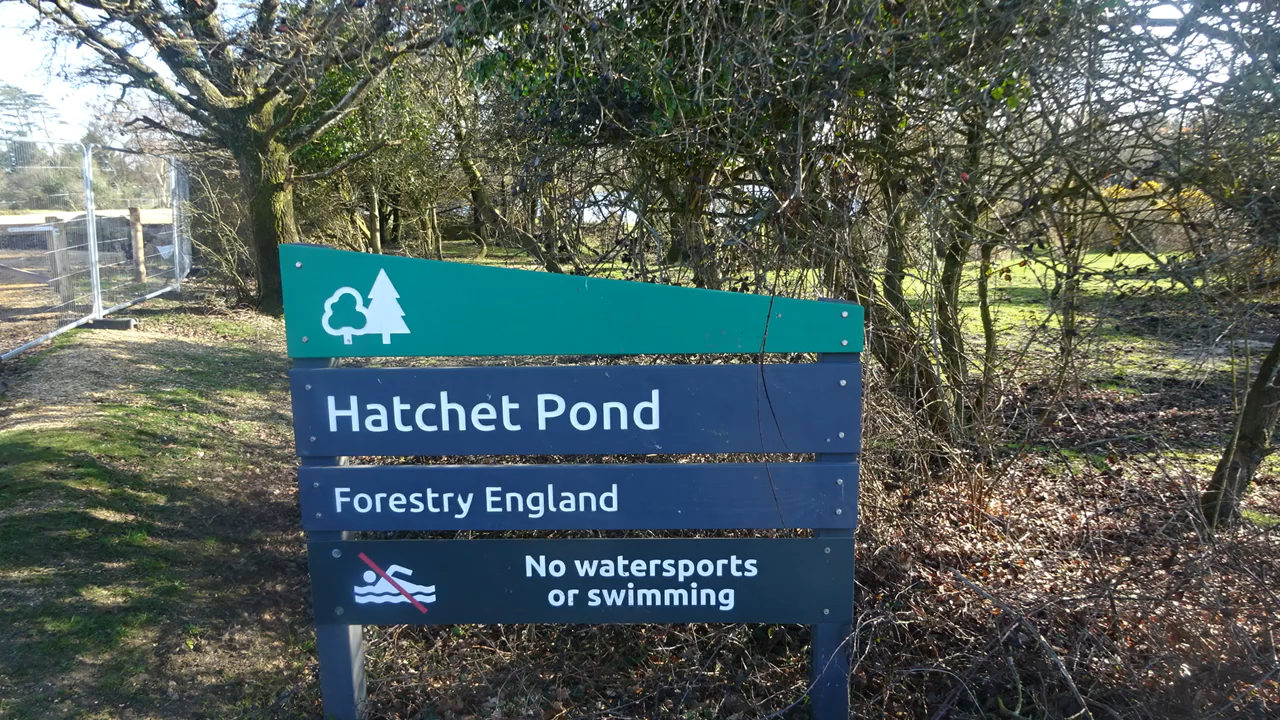 Hatchet Pond
Forestry England
No watersports
or swimming